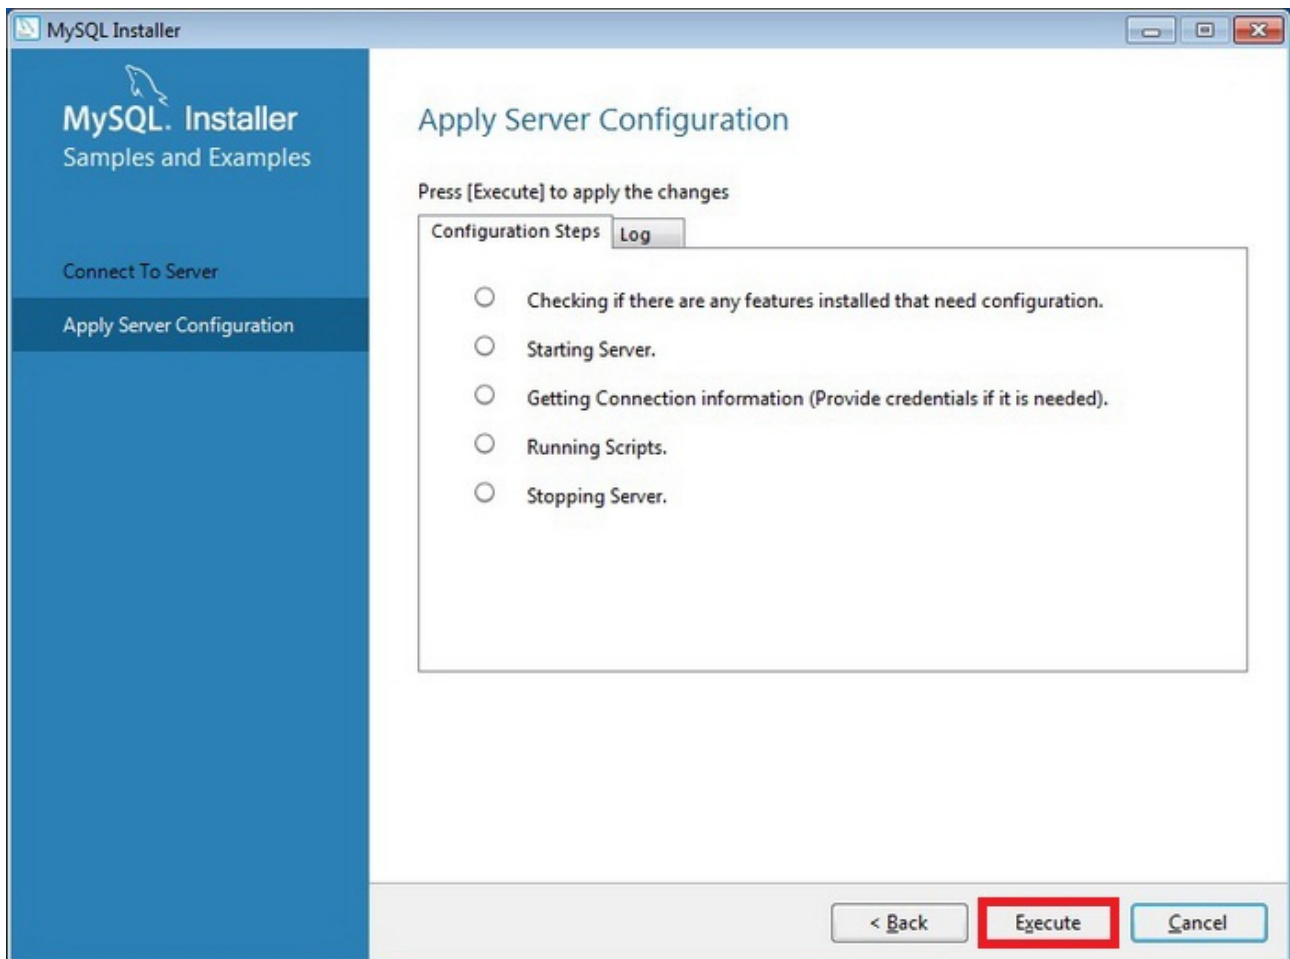 MySQL Installer
MySQL. Installer
Samples and Examples
Connect To Server
Apply Server Configuration
Apply Server Configuration
Press [Execute] to apply the changes
Configuration Steps
Log
Checking if there are any features installed that need configuration.
Starting Server.
Getting Connection information (Provide credentials if it is needed).
Running Scripts.
Stopping Server.
< Back
Execute
Cancel